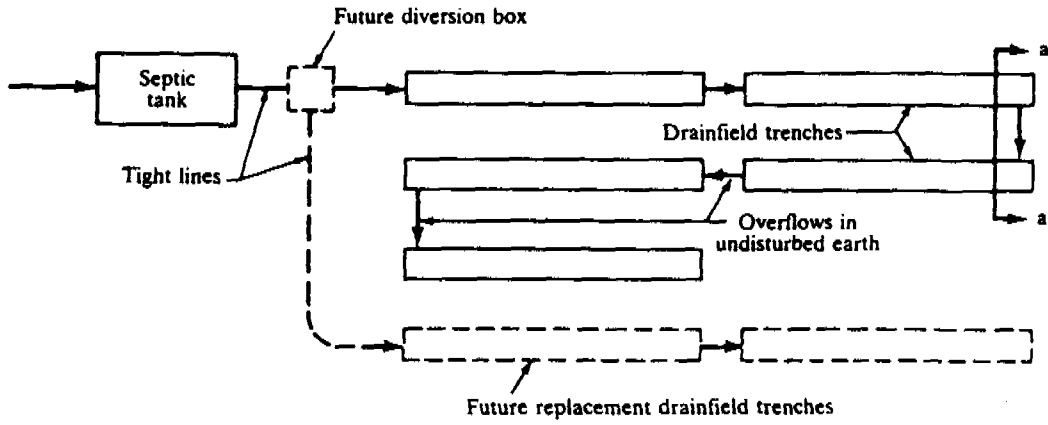 Future diversion box
Septic
tank
a
Drainfield trenches
Tight lines
a
Overflows in
undisturbed earth
Future replacement drainfield trenches